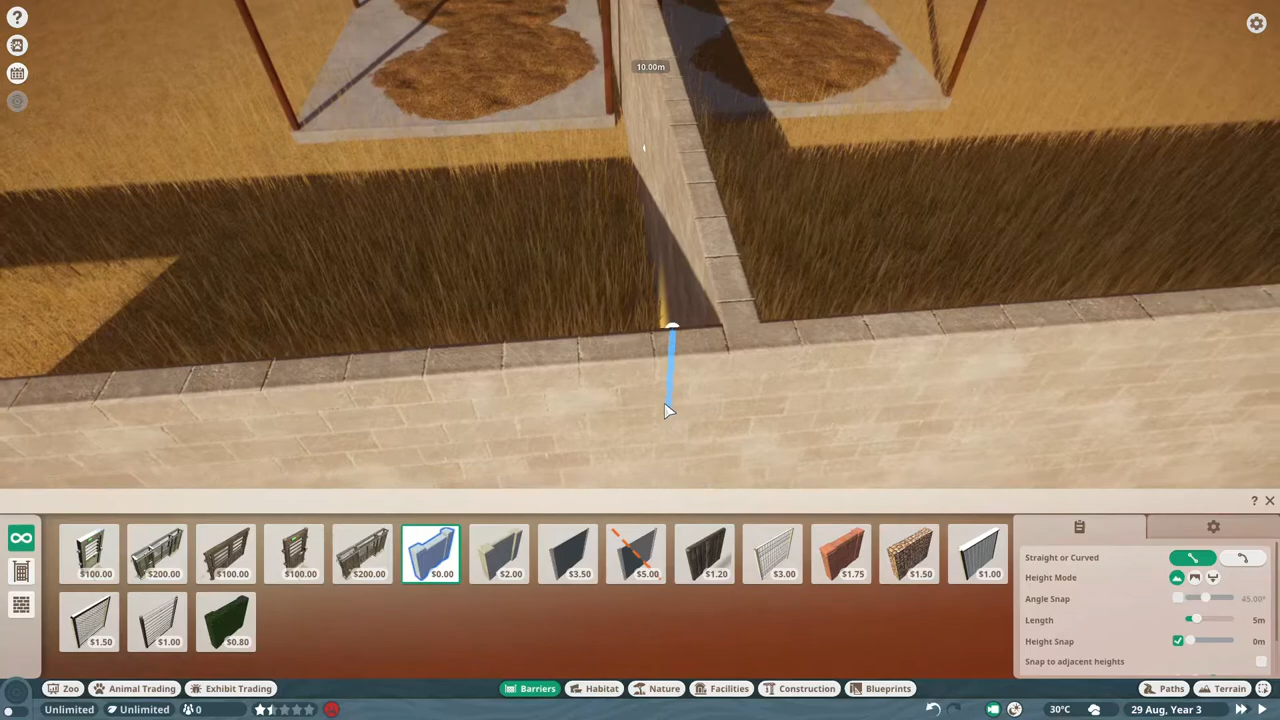 ?
10.00m
? ×
$100.00 $200.00 $100.00 $100.00 $200.00 $0.00 $2.00 $3.50 $5.00 $1.20 $3.00 $1.75 $1.50 $1.00
$1.50 $1.00 $0.80
Straight or Curved
Height Mode
Angle Snap 45.00°
Length 5m
Height Snap 0m
Snap to adjacent heights
Zoo Animal Trading Exhibit Trading Barriers Habitat Nature Facilities Construction Blueprints Paths Terrain
Unlimited Unlimited 0 30°C 29 Aug, Year 3